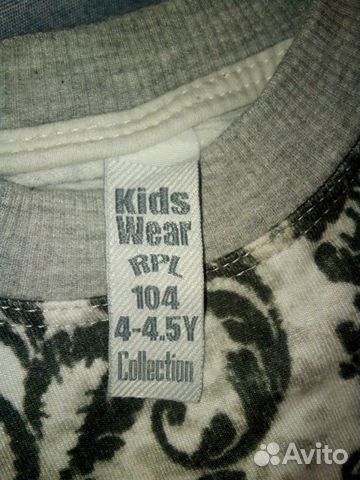 Kids
Wear
RPL
104
4-4.5Y
Collection
Avito